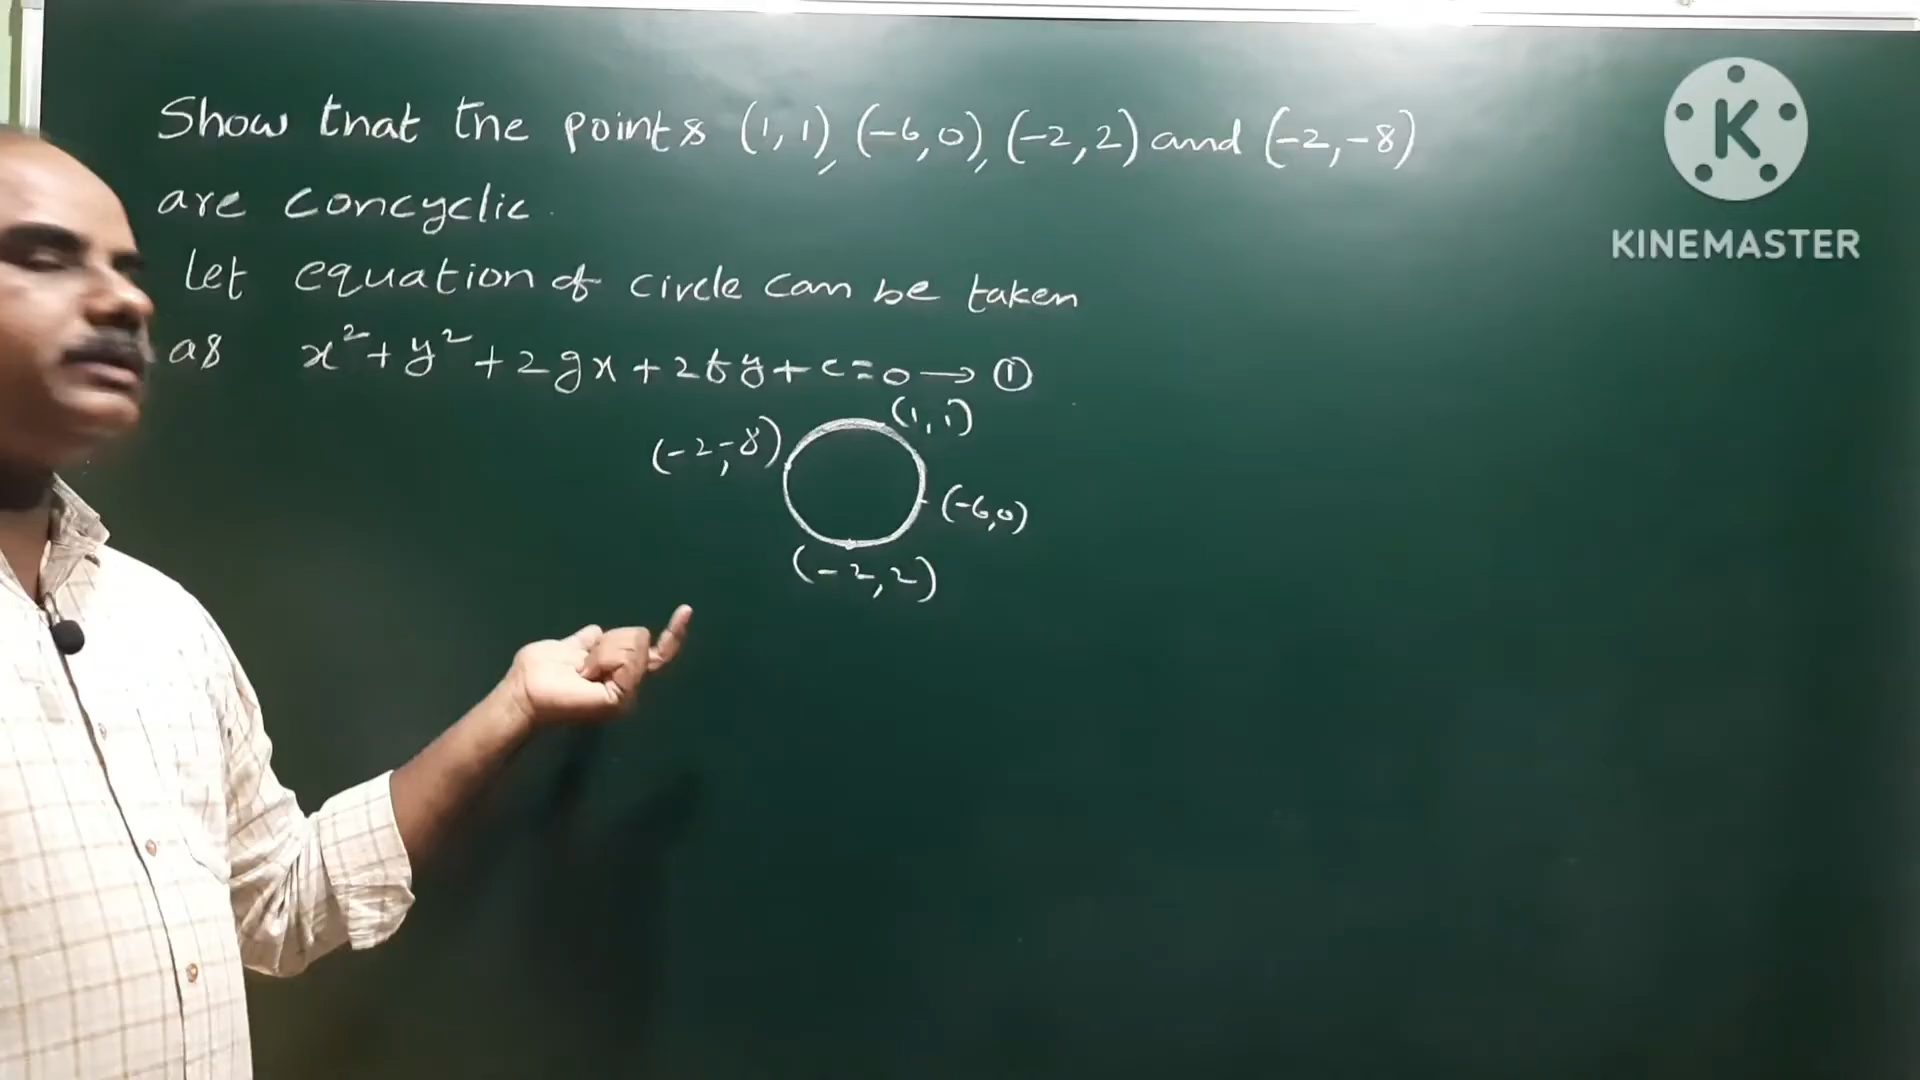 Show that the points (1,1), (-6,0), (-2,2) and (-2,-8)
are concyclic.
Let equation of circle can be taken
as x²+y²+2gx+2fy+c=0→①
(1,1)
(-2,-8)
(-6,0)
(-2,2)
K
KINEMASTER